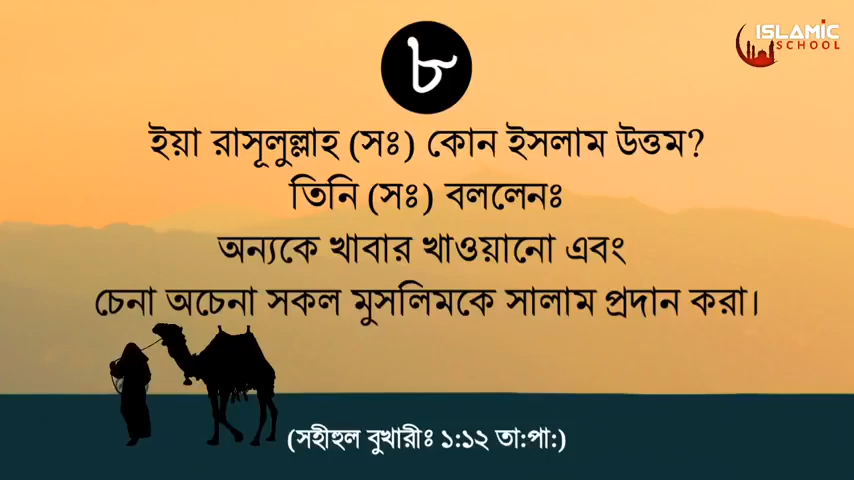 ISLAMIC
SCHOOL
৮
ইয়া রাসূলুল্লাহ (সঃ) কোন ইসলাম উত্তম?
তিনি (সঃ) বললেনঃ
অন্যকে খাবার খাওয়ানো এবং
চেনা অচেনা সকল মুসলিমকে সালাম প্রদান করা।
(সহীহুল বুখারীঃ ১:১২ তা:পা:)